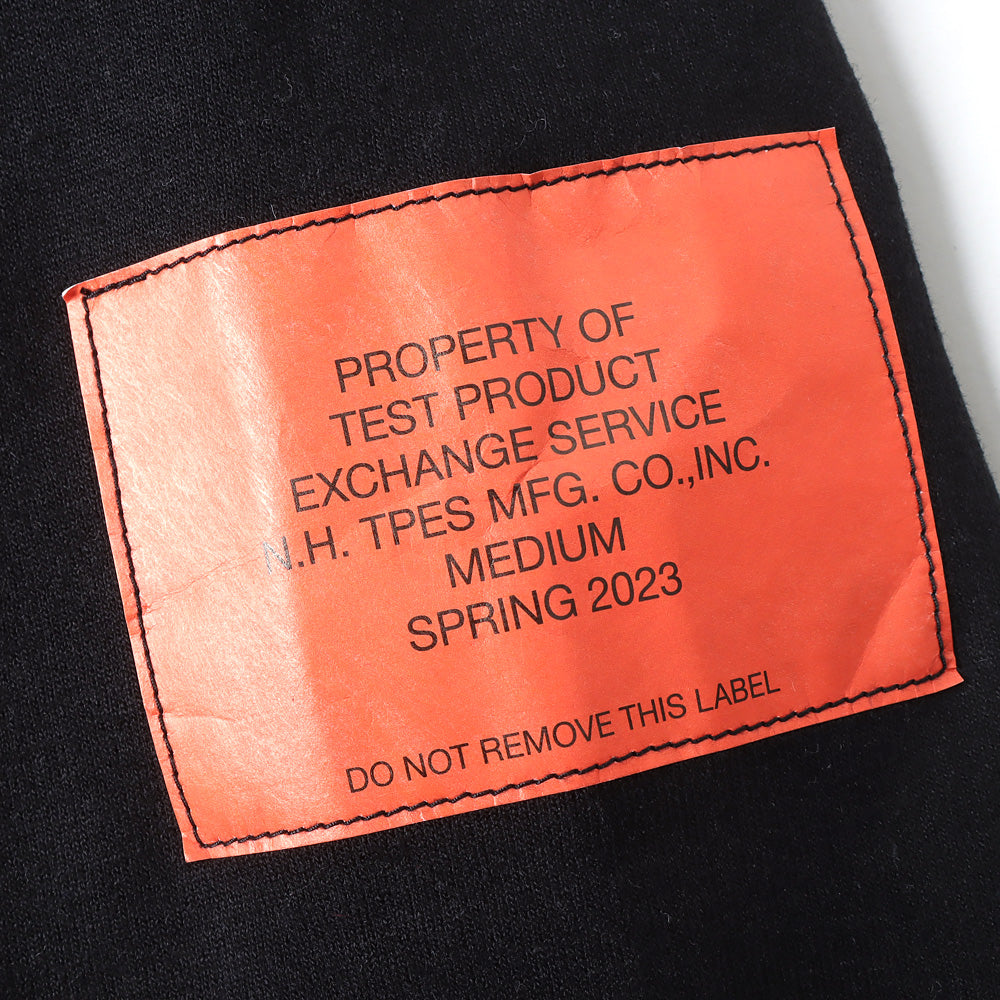 PROPERTY OF
TEST PRODUCT
EXCHANGE SERVICE
N.H. TPES MFG. CO.,INC.
MEDIUM
SPRING 2023
DO NOT REMOVE THIS LABEL